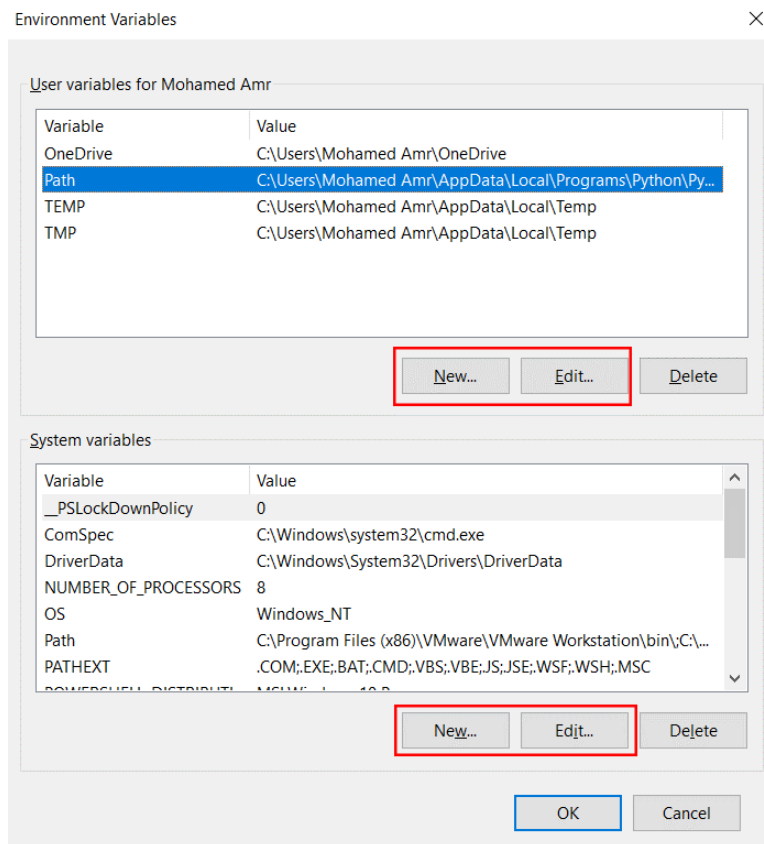 Environment Variables
User variables for Mohamed Amr
Variable Value
OneDrive C:\Users\Mohamed Amr\OneDrive
Path C:\Users\Mohamed Amr\AppData\Local\Programs\Python\Py...
TEMP C:\Users\Mohamed Amr\AppData\Local\Temp
TMP C:\Users\Mohamed Amr\AppData\Local\Temp
New... Edit... Delete
System variables
Variable Value
__PSLockDownPolicy 0
ComSpec C:\Windows\system32\cmd.exe
DriverData C:\Windows\System32\Drivers\DriverData
NUMBER_OF_PROCESSORS 8
OS Windows_NT
Path C:\Program Files (x86)\VMware\VMware Workstation\bin\;C:\...
PATHEXT .COM;.EXE;.BAT;.CMD;.VBS;.VBE;.JS;.JSE;.WSF;.WSH;.MSC
New... Edit... Delete
OK Cancel